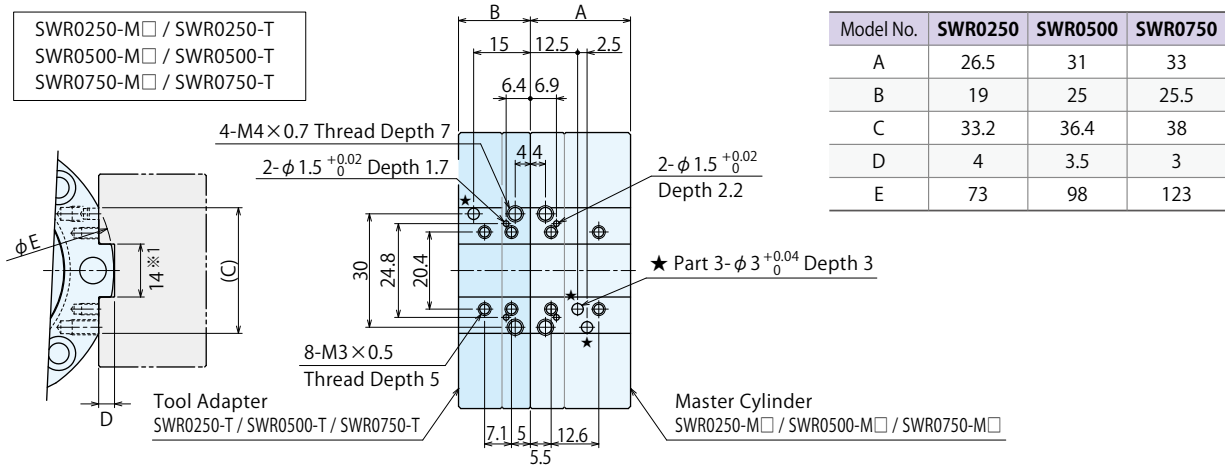 SWR0250-M□ / SWR0250-T
SWR0500-M□ / SWR0500-T
SWR0750-M□ / SWR0750-T
B A
15 12.5 2.5
6.4 6.9
4-M4×0.7 Thread Depth 7
4 4
2-φ1.5 +0.02 0 Depth 1.7
2-φ1.5 +0.02 0
Depth 2.2
★
φE
14※1
(C)
30
24.8
20.4
★ Part 3-φ3 +0.04 0 Depth 3
★
★
8-M3×0.5
Thread Depth 5
D
Tool Adapter
SWR0250-T / SWR0500-T / SWR0750-T
Master Cylinder
SWR0250-M□ / SWR0500-M□ / SWR0750-M□
7.1 5 12.6
5.5
Model No. SWR0250 SWR0500 SWR0750
A 26.5 31 33
B 19 25 25.5
C 33.2 36.4 38
D 4 3.5 3
E 73 98 123